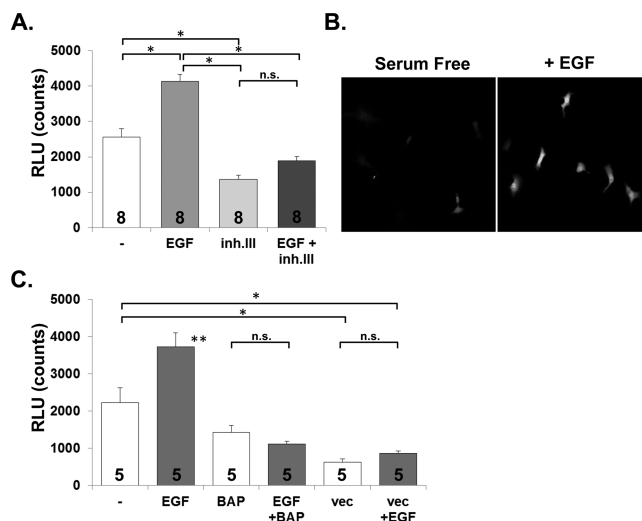 A.
RLU (counts)
5000
4000
3000
2000
1000
0
*
*
*
*
n.s.
8
8
8
8
-
EGF
inh.III
EGF +
inh.III
B.
Serum Free
+ EGF
C.
RLU (counts)
5000
4000
3000
2000
1000
0
*
*
**
n.s.
n.s.
5
5
5
5
5
5
-
EGF
BAP
EGF
+BAP
vec
vec
+EGF